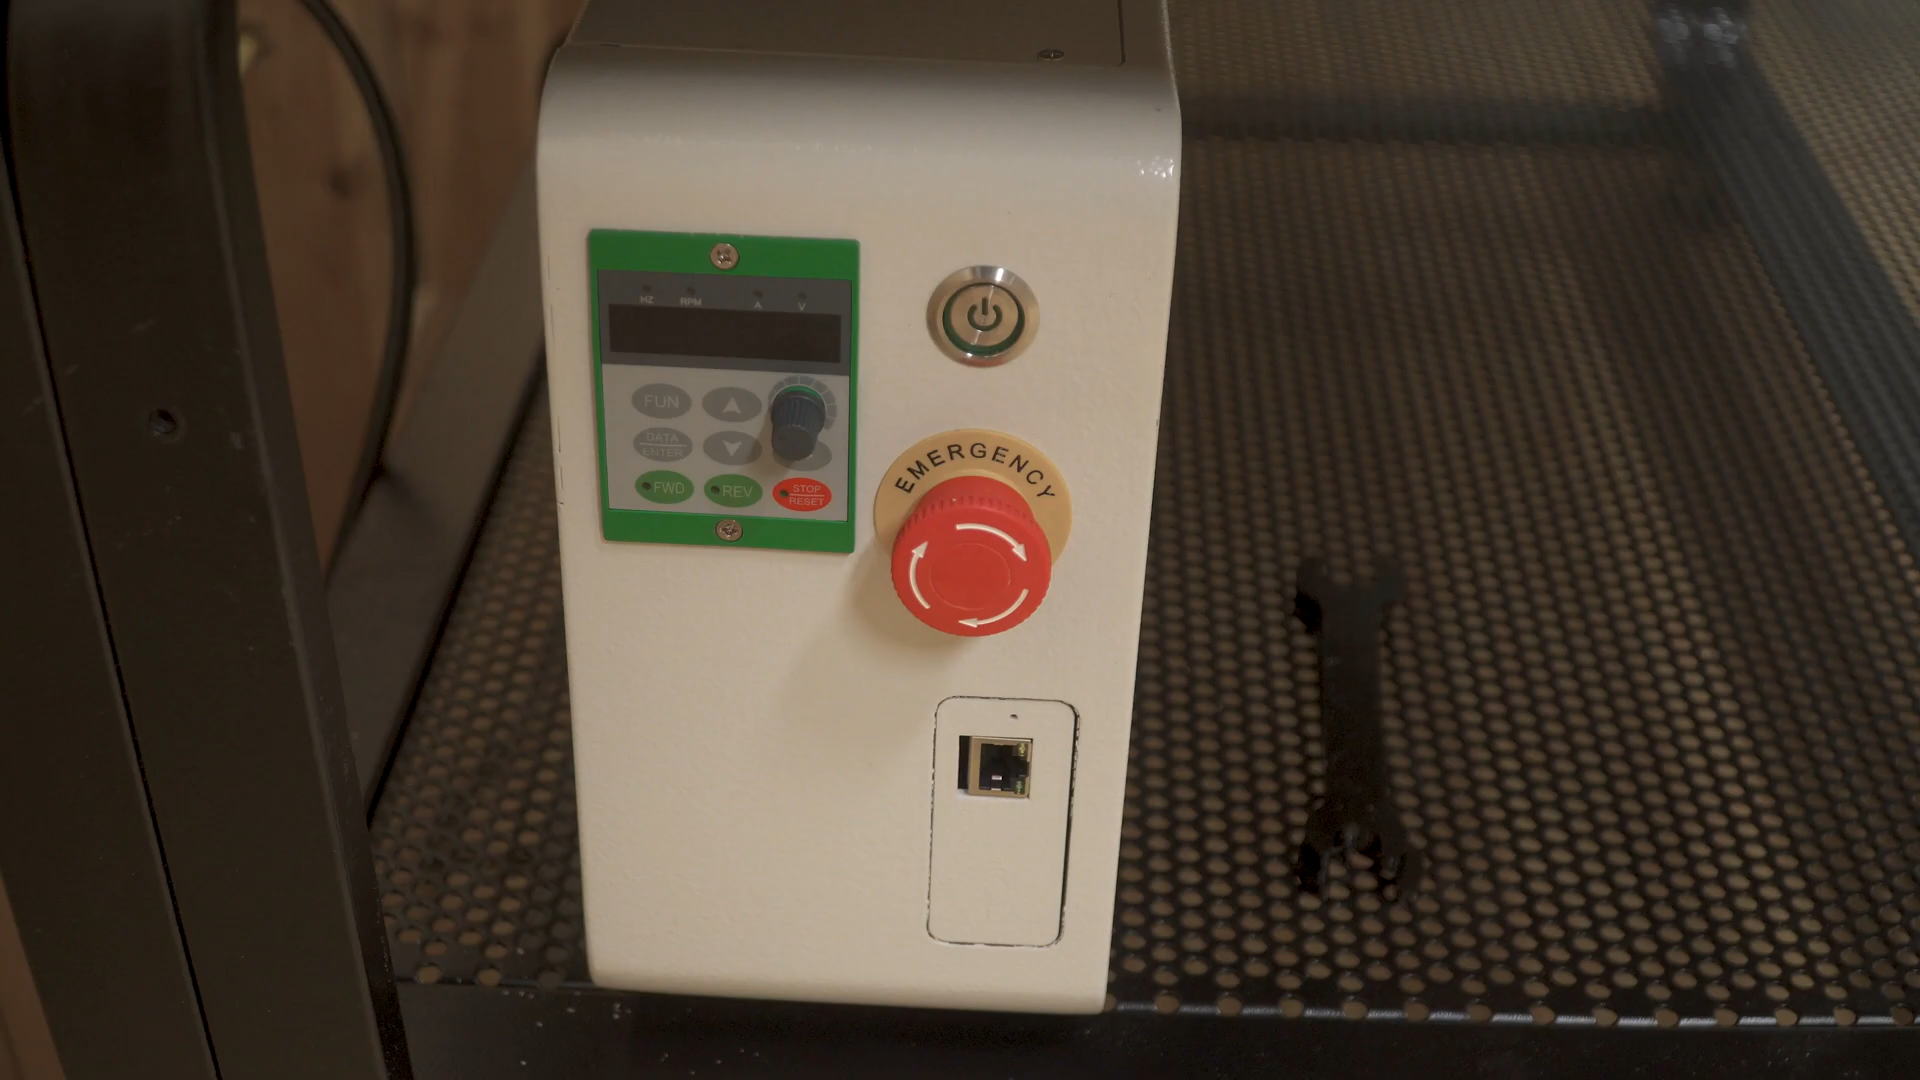 HZ RPM A V
FUN
DATA
ENTER
FWD REV STOP
RESET
EMERGENCY